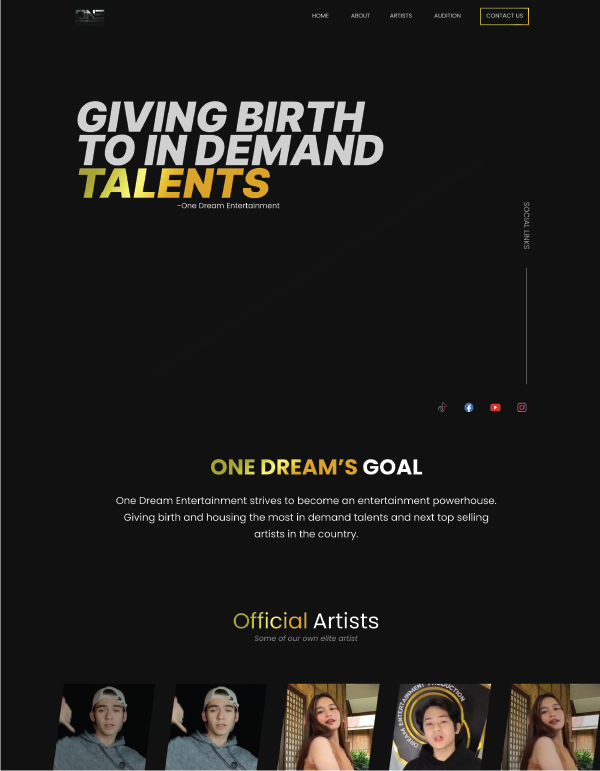 ONE
HOME ABOUT ARTISTS AUDITION CONTACT US
GIVING BIRTH
TO IN DEMAND
TALENTS
-One Dream Entertainment
SOCIAL LINKS
ONE DREAM’S GOAL
One Dream Entertainment strives to become an entertainment powerhouse.
Giving birth and housing the most in demand talents and next top selling
artists in the country.
Official Artists
Some of our own elite artist
DREAM ENTERTAINMENT PRODUCTION